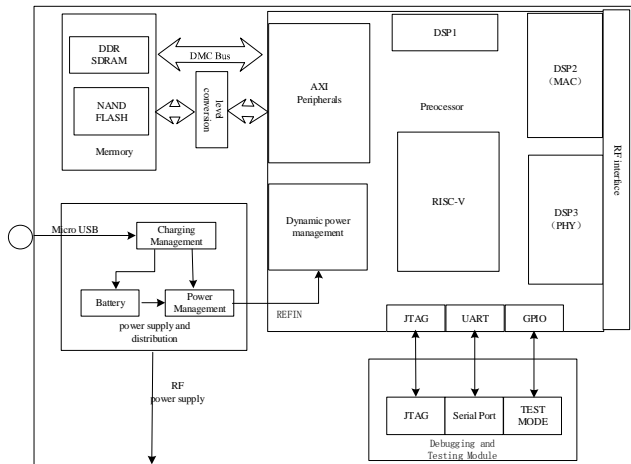 DDR
SDRAM
NAND
FLASH
Mermory
DMC Bus
level
conversion
AXI
Peripherals
DSP1
Preocessor
DSP2
(MAC)
RISC-V
DSP3
(PHY)
RF interface
Dynamic power
management
Micro USB
Charging
Management
Battery
Power
Management
power supply and
distribution
REFIN
RF
power supply
JTAG
UART
GPIO
JTAG
Serial Port
TEST
MODE
Debugging and
Testing Module